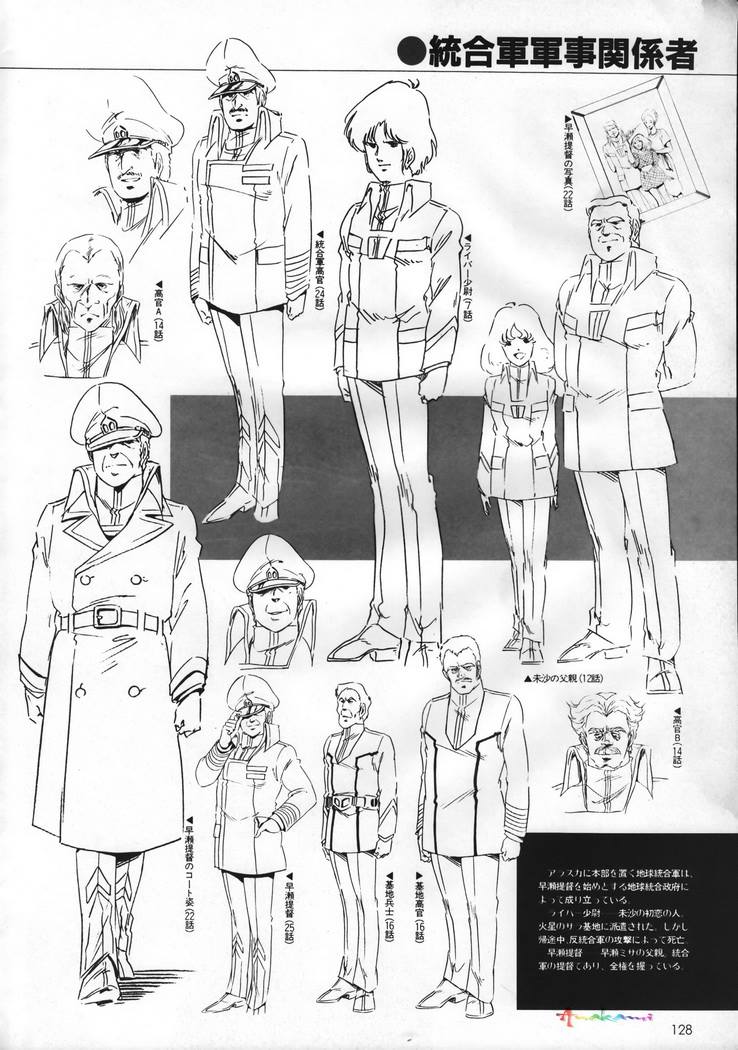 ●統合軍軍事関係者
▶早瀬提督の写真(22話)
◀統合軍高官(24話)
◀ライバー少尉(7話)
◀高官A(14話)
▲未沙の父親(12話)
◀高官B(14話)
◀早瀬提督のコート姿(22話)
◀早瀬提督(25話)
◀基地兵士(16話)
◀基地高官(16話)
アラスカに本部を置く地球統合軍は、
早瀬提督を始めとする地球統合政府に
よって成り立っている。
ライバー少尉――未沙の初恋の人。
火星のサラ基地に派遣された。しかし
帰途中、反統合軍の攻撃によって死亡。
早瀬提督――早瀬ミサの父親。統合
軍の提督であり、全権を握っている。
Anakami
128